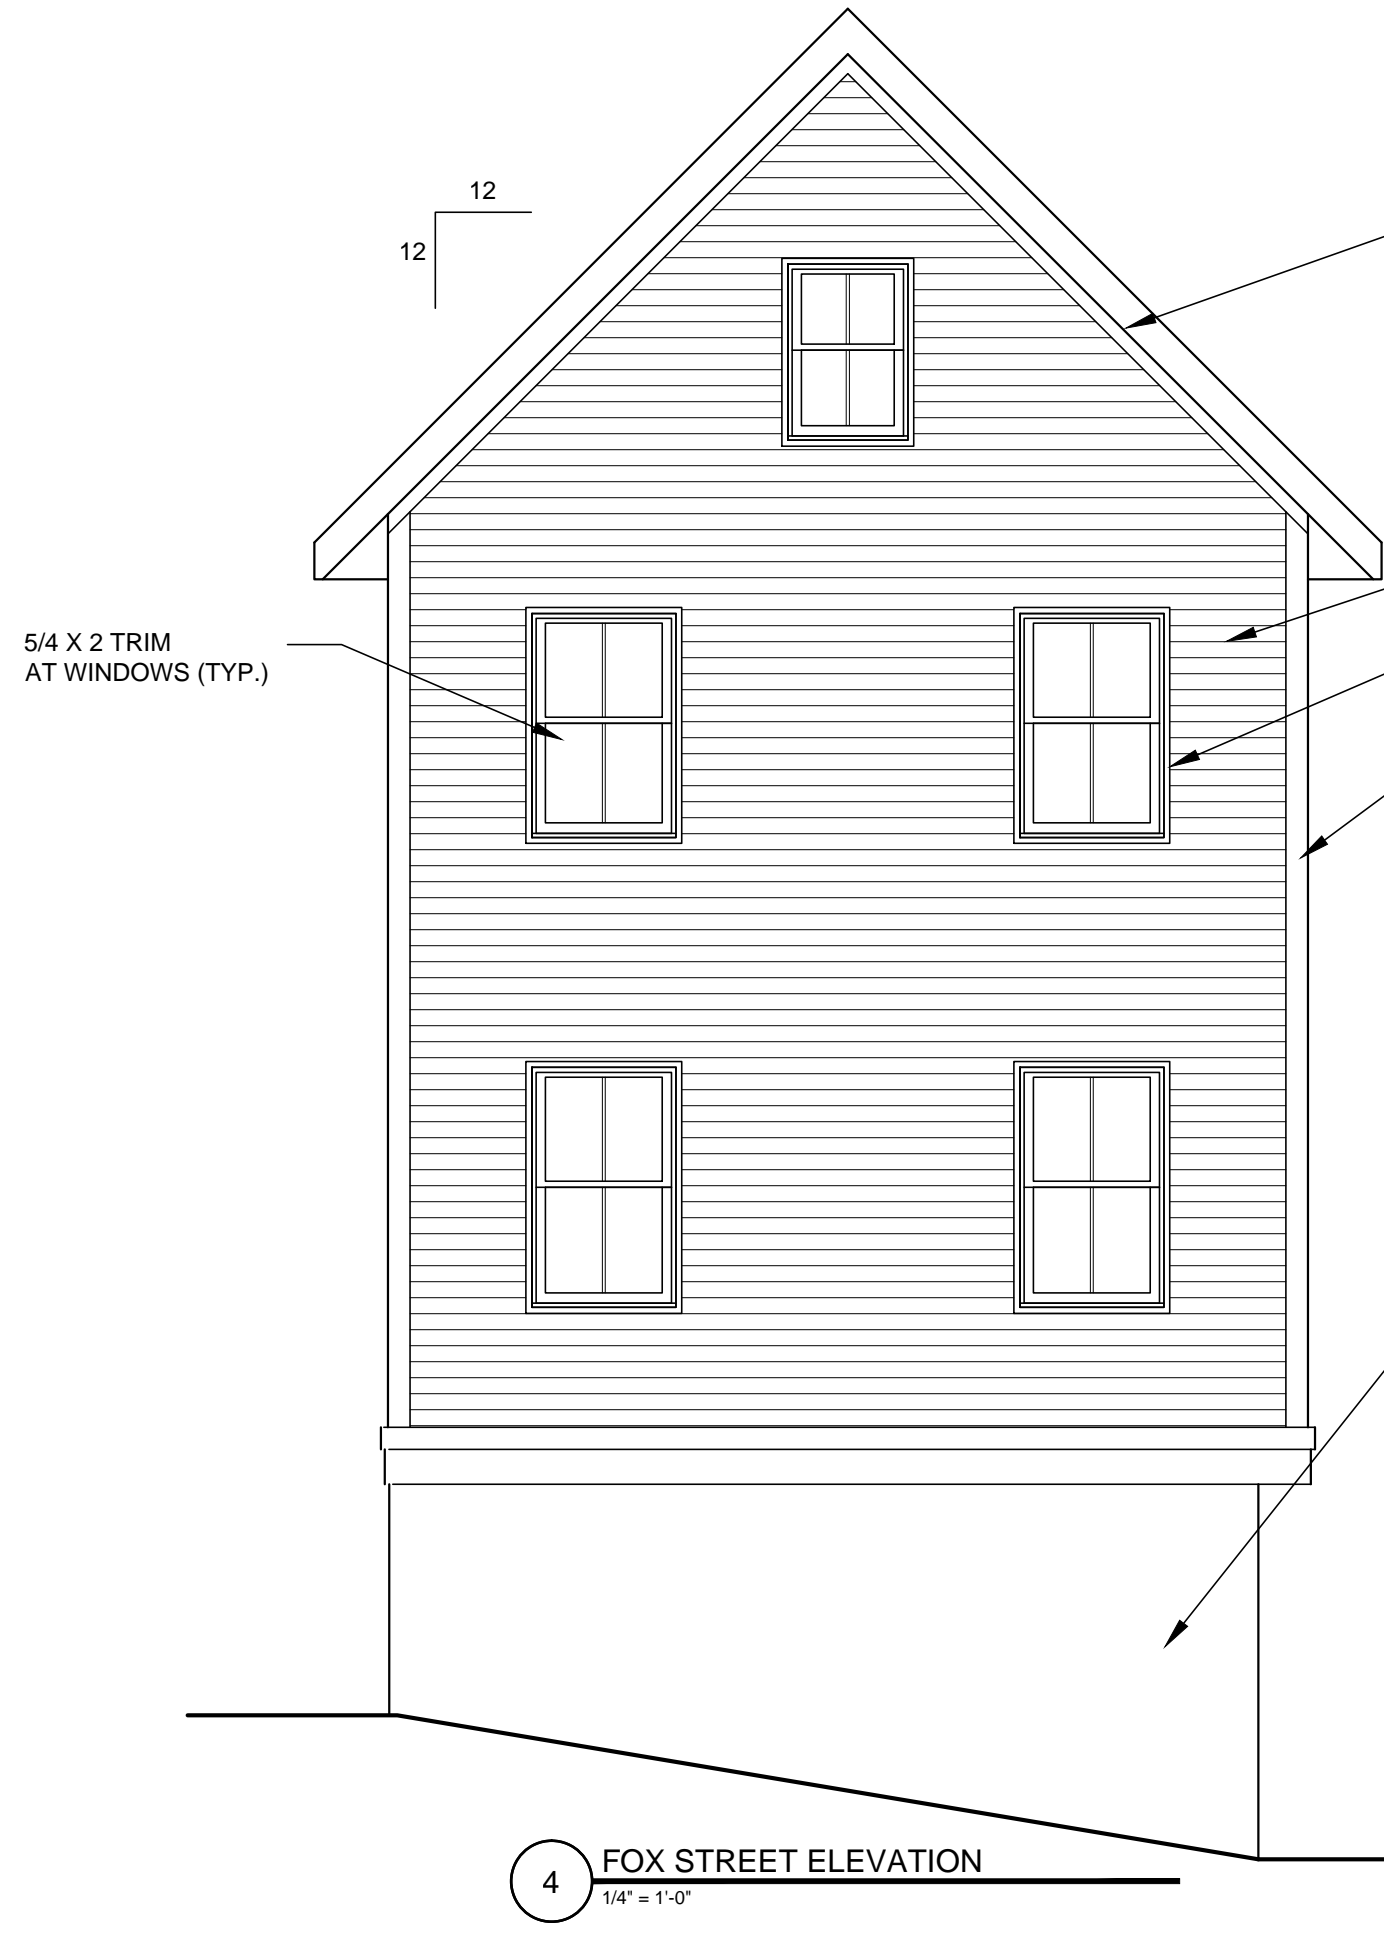 12
12
5/4 X 2 TRIM
AT WINDOWS (TYP.)
4
FOX STREET ELEVATION
1/4" = 1'-0"